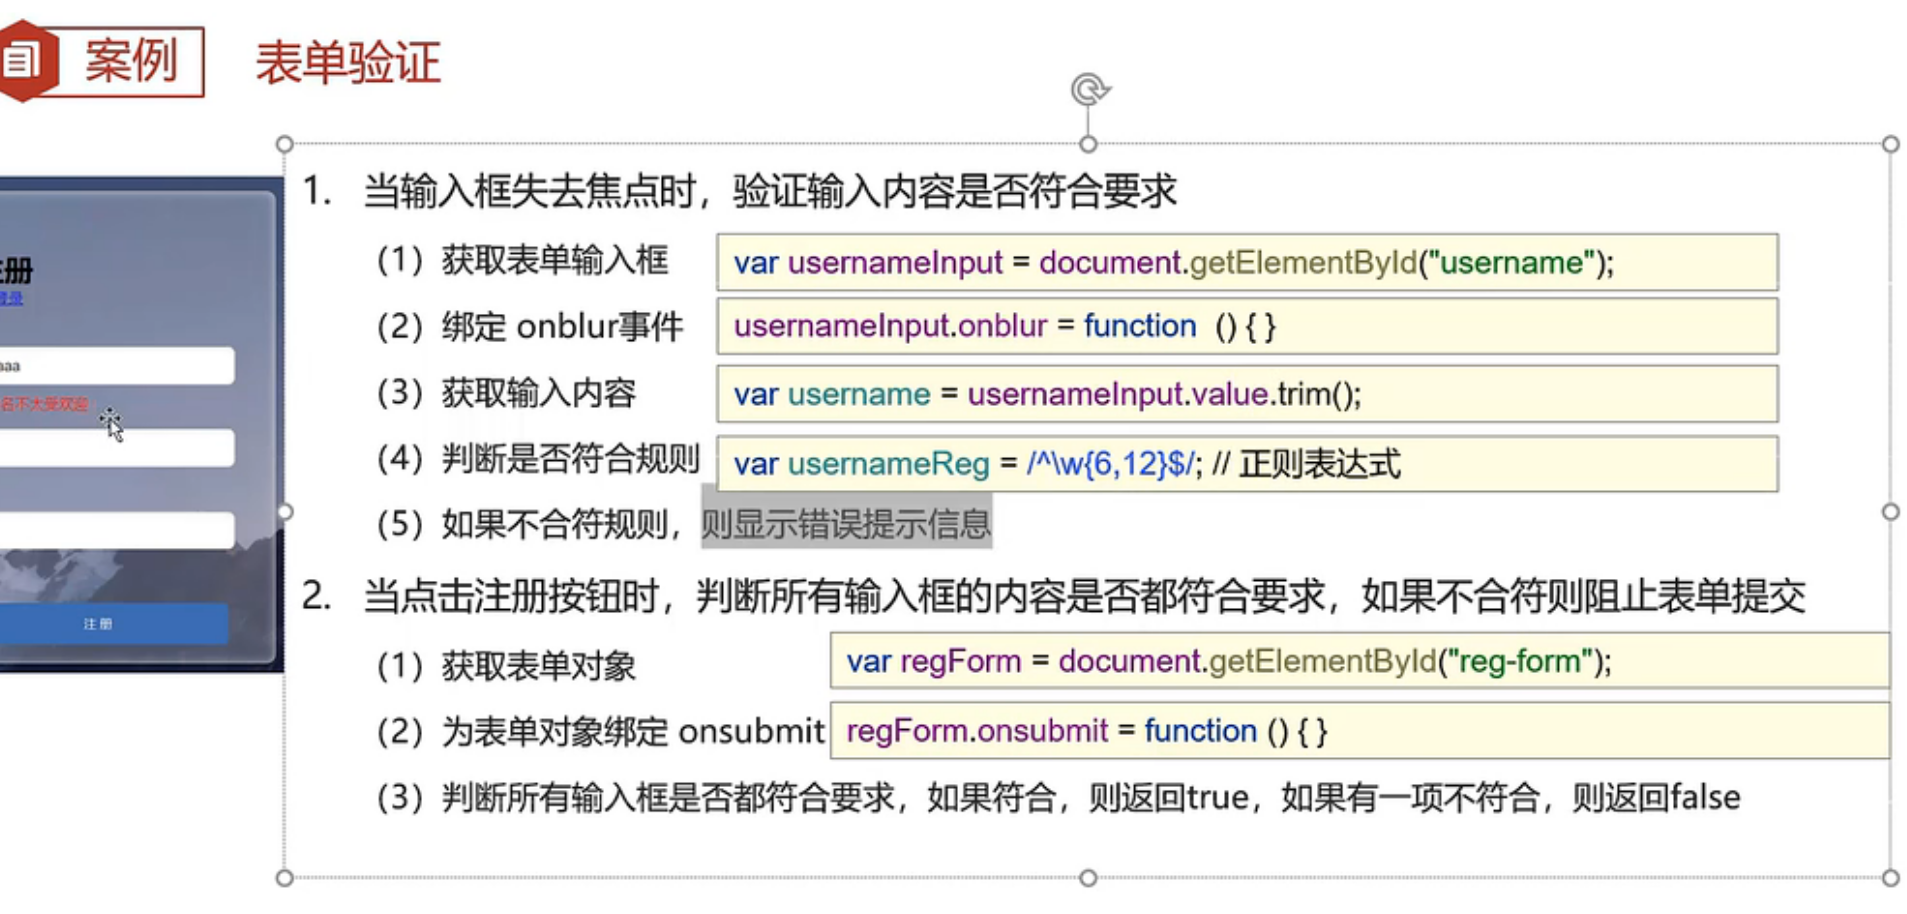 案例
表单验证
1. 当输入框失去焦点时，验证输入内容是否符合要求
（1）获取表单输入框
var usernameInput = document.getElementById("username");
（2）绑定 onblur事件
usernameInput.onblur = function () { }
（3）获取输入内容
var username = usernameInput.value.trim();
（4）判断是否符合规则
var usernameReg = /^\w{6,12}$/; // 正则表达式
（5）如果不合符规则，则显示错误提示信息
2. 当点击注册按钮时，判断所有输入框的内容是否都符合要求，如果不合符则阻止表单提交
（1）获取表单对象
var regForm = document.getElementById("reg-form");
（2）为表单对象绑定 onsubmit
regForm.onsubmit = function () { }
（3）判断所有输入框是否都符合要求，如果符合，则返回true，如果有一项不符合，则返回false
册
登录
aaa
名不太受欢迎
注 册